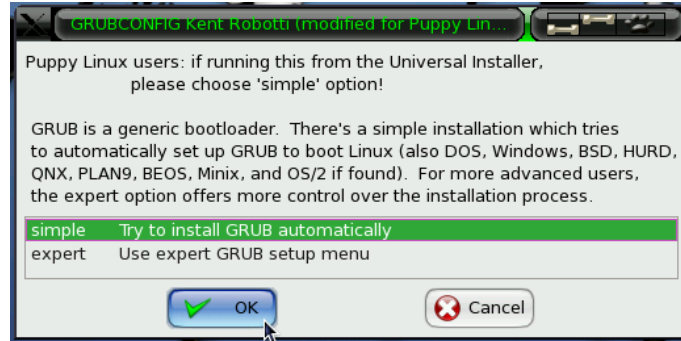 GRUBCONFIG Kent Robotti (modified for Puppy Lin...
Puppy Linux users: if running this from the Universal Installer,
please choose 'simple' option!
GRUB is a generic bootloader. There's a simple installation which tries
to automatically set up GRUB to boot Linux (also DOS, Windows, BSD, HURD,
QNX, PLAN9, BEOS, Minix, and OS/2 if found). For more advanced users,
the expert option offers more control over the installation process.
simple Try to install GRUB automatically
expert Use expert GRUB setup menu
OK Cancel